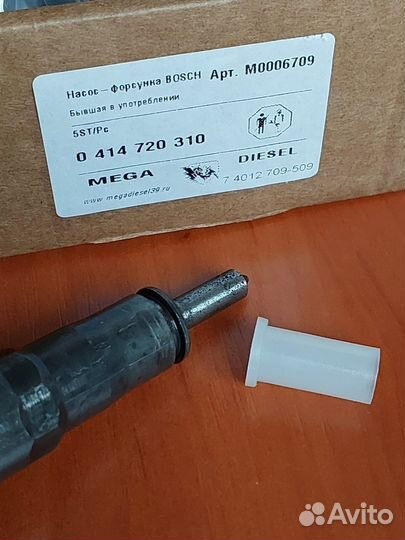 Насос – форсунка BOSCH Арт. М0006709
Бывшая в употреблении
5ST/Pc
0 414 720 310
MEGA DIESEL
www.megadiesel39.ru 7 4012 709-509
Avito